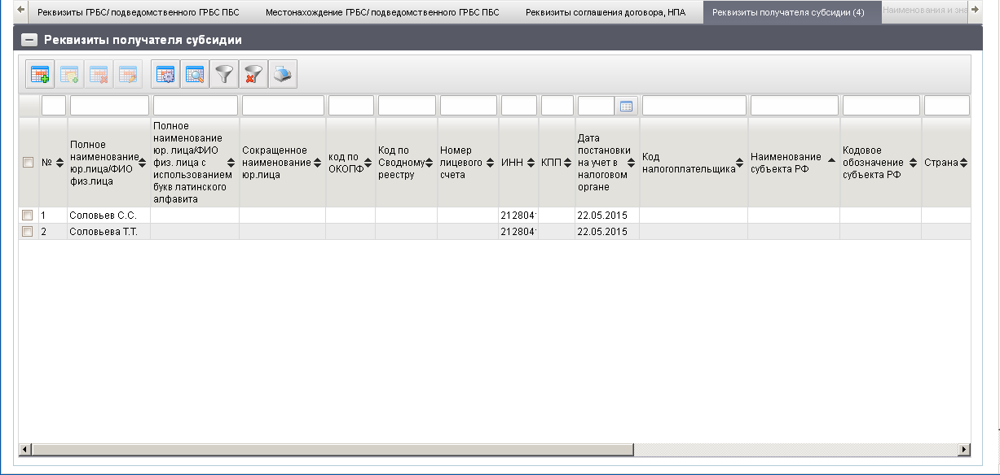 Реквизиты ГРБС/ подведомственного ГРБС ПБС
Местонахождение ГРБС/ подведомственного ГРБС ПБС
Реквизиты соглашения договора, НПА
Реквизиты получателя субсидии (4)
Наименования и зна
Реквизиты получателя субсидии
№
Полное
наименование
юр.лица/ФИО
физ.лица
Полное
наименование
юр. лица/ФИО
физ. лица с
использованием
букв латинского
алфавита
Сокращенное
наименование
юр.лица
код по
ОКОПФ
Код по
Сводному
реестру
Номер
лицевого
счета
ИНН
КПП
Дата
постановки
на учет в
налоговом
органе
Код
налогоплательщика
Наименование
субъекта РФ
Кодовое
обозначение
субъекта РФ
Страна
1 Соловьев С.С. 212804 22.05.2015
2 Соловьева Т.Т. 212804 22.05.2015